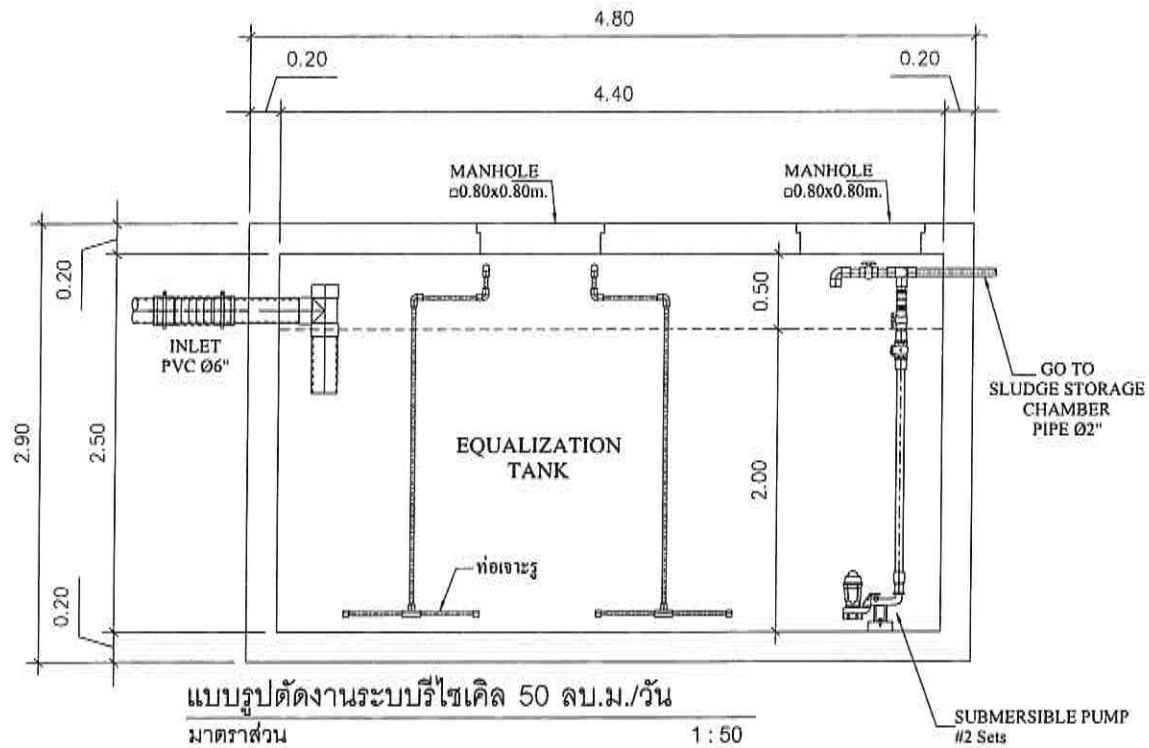 4.80
0.20
0.20
4.40
MANHOLE
□0.80x0.80m.
MANHOLE
□0.80x0.80m.
0.20
0.50
INLET
PVC Ø6"
GO TO
SLUDGE STORAGE
CHAMBER
PIPE Ø2"
2.90
2.50
EQUALIZATION
TANK
2.00
ท่อเจาะรู
0.20
แบบรูปตัดงานระบบรีไซเคิล 50 ลบ.ม./วัน
มาตราส่วน 1 : 50
SUBMERSIBLE PUMP
#2 Sets